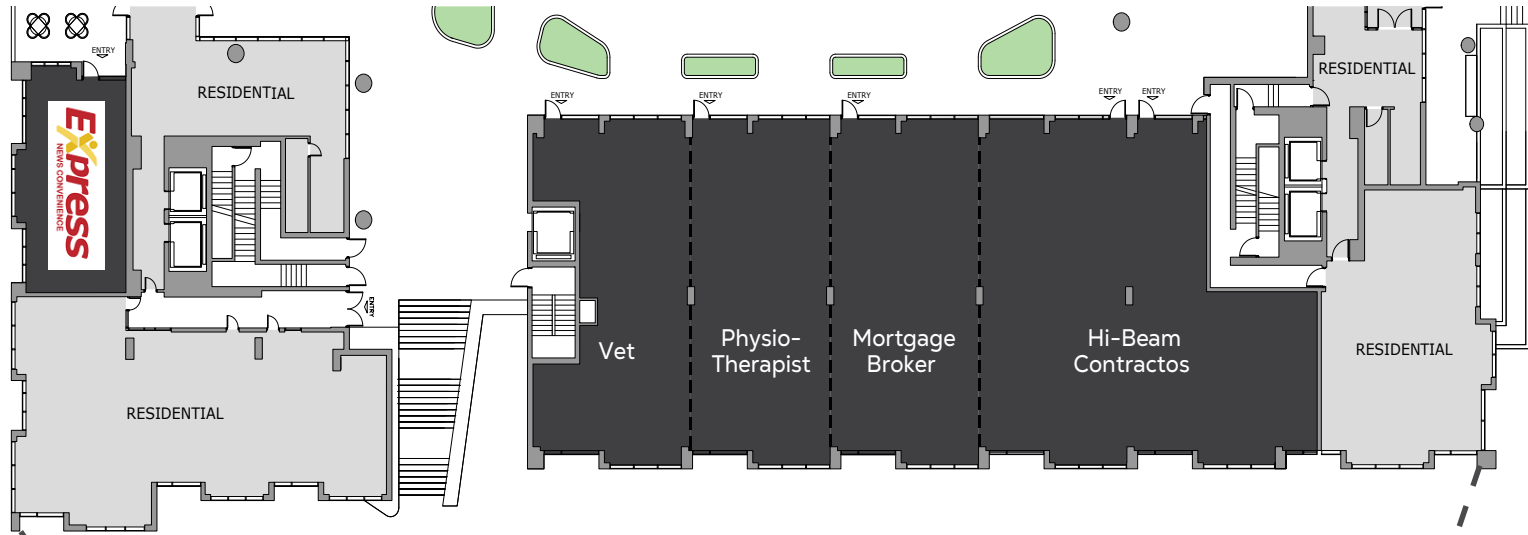 ENTRY
RESIDENTIAL
Express
NEWS CONVENIENCE
ENTRY
RESIDENTIAL
ENTRY
ENTRY
ENTRY
ENTRY
ENTRY
RESIDENTIAL
Vet
Physio-
Therapist
Mortgage
Broker
Hi-Beam
Contractos
RESIDENTIAL